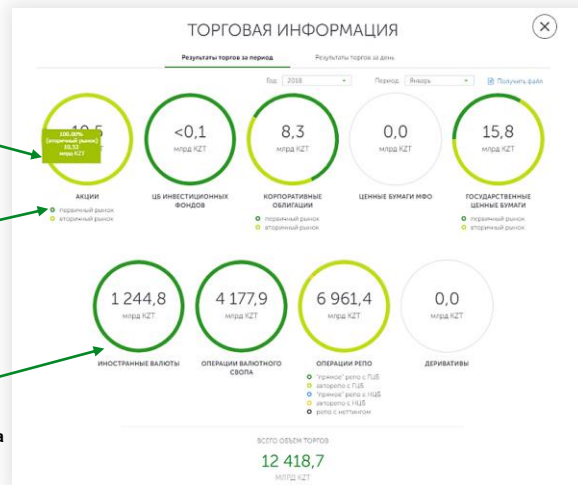 ТОРГОВАЯ ИНФОРМАЦИЯ
Результаты торгов за период Результаты торгов за день
Год 2018 Период Январь Получить файл
10,5 <0,1 8,3 0,0 15,8
млрд KZT млрд KZT млрд KZT млрд KZT
100.00%
(вторичный рынок)
млрд KZT
АКЦИИ ЦБ ИНВЕСТИЦИОННЫХ ФОНДОВ КОРПОРАТИВНЫЕ ОБЛИГАЦИИ ЦЕННЫЕ БУМАГИ МФО ГОСУДАРСТВЕННЫЕ ЦЕННЫЕ БУМАГИ
первичный рынок
вторичный рынок
первичный рынок
вторичный рынок
первичный рынок
вторичный рынок
1 244,8 4 177,9 6 961,4 0,0
млрд KZT млрд KZT млрд KZT млрд KZT
ИНОСТРАННЫЕ ВАЛЮТЫ ОПЕРАЦИИ ВАЛЮТНОГО СВОПА ОПЕРАЦИИ РЕПО ДЕРИВАТИВЫ
"прямое" репо с ГЦБ
авторепо с ГЦБ
"прямое" репо с НЦБ
авторепо с НЦБ
репо с неттингом
а
ВСЕГО ОБЪЕМ ТОРГОВ
12 418,7
МЛРД KZT